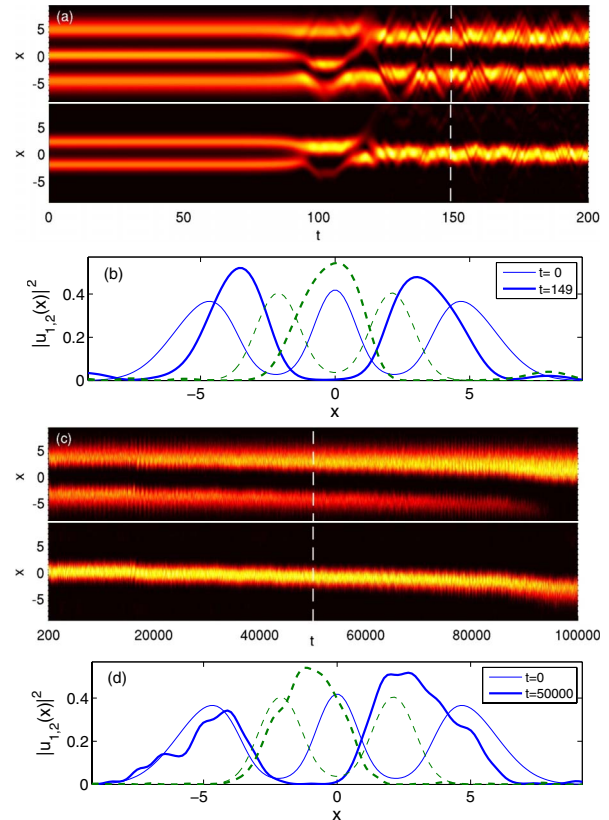 (a)
5
x 0
-5
5
x 0
-5
0 50 100 150 200
t
(b)
t= 0
t=149
|u1,2(x)|²
0.4
0.2
0
−5 0 5
x
(c)
5
x 0
-5
5
x 0
-5
200 20000 40000 60000 80000 100000
t
(d)
t=0
t=50000
|u1,2(x)|²
0.4
0.2
0
−5 0 5
x